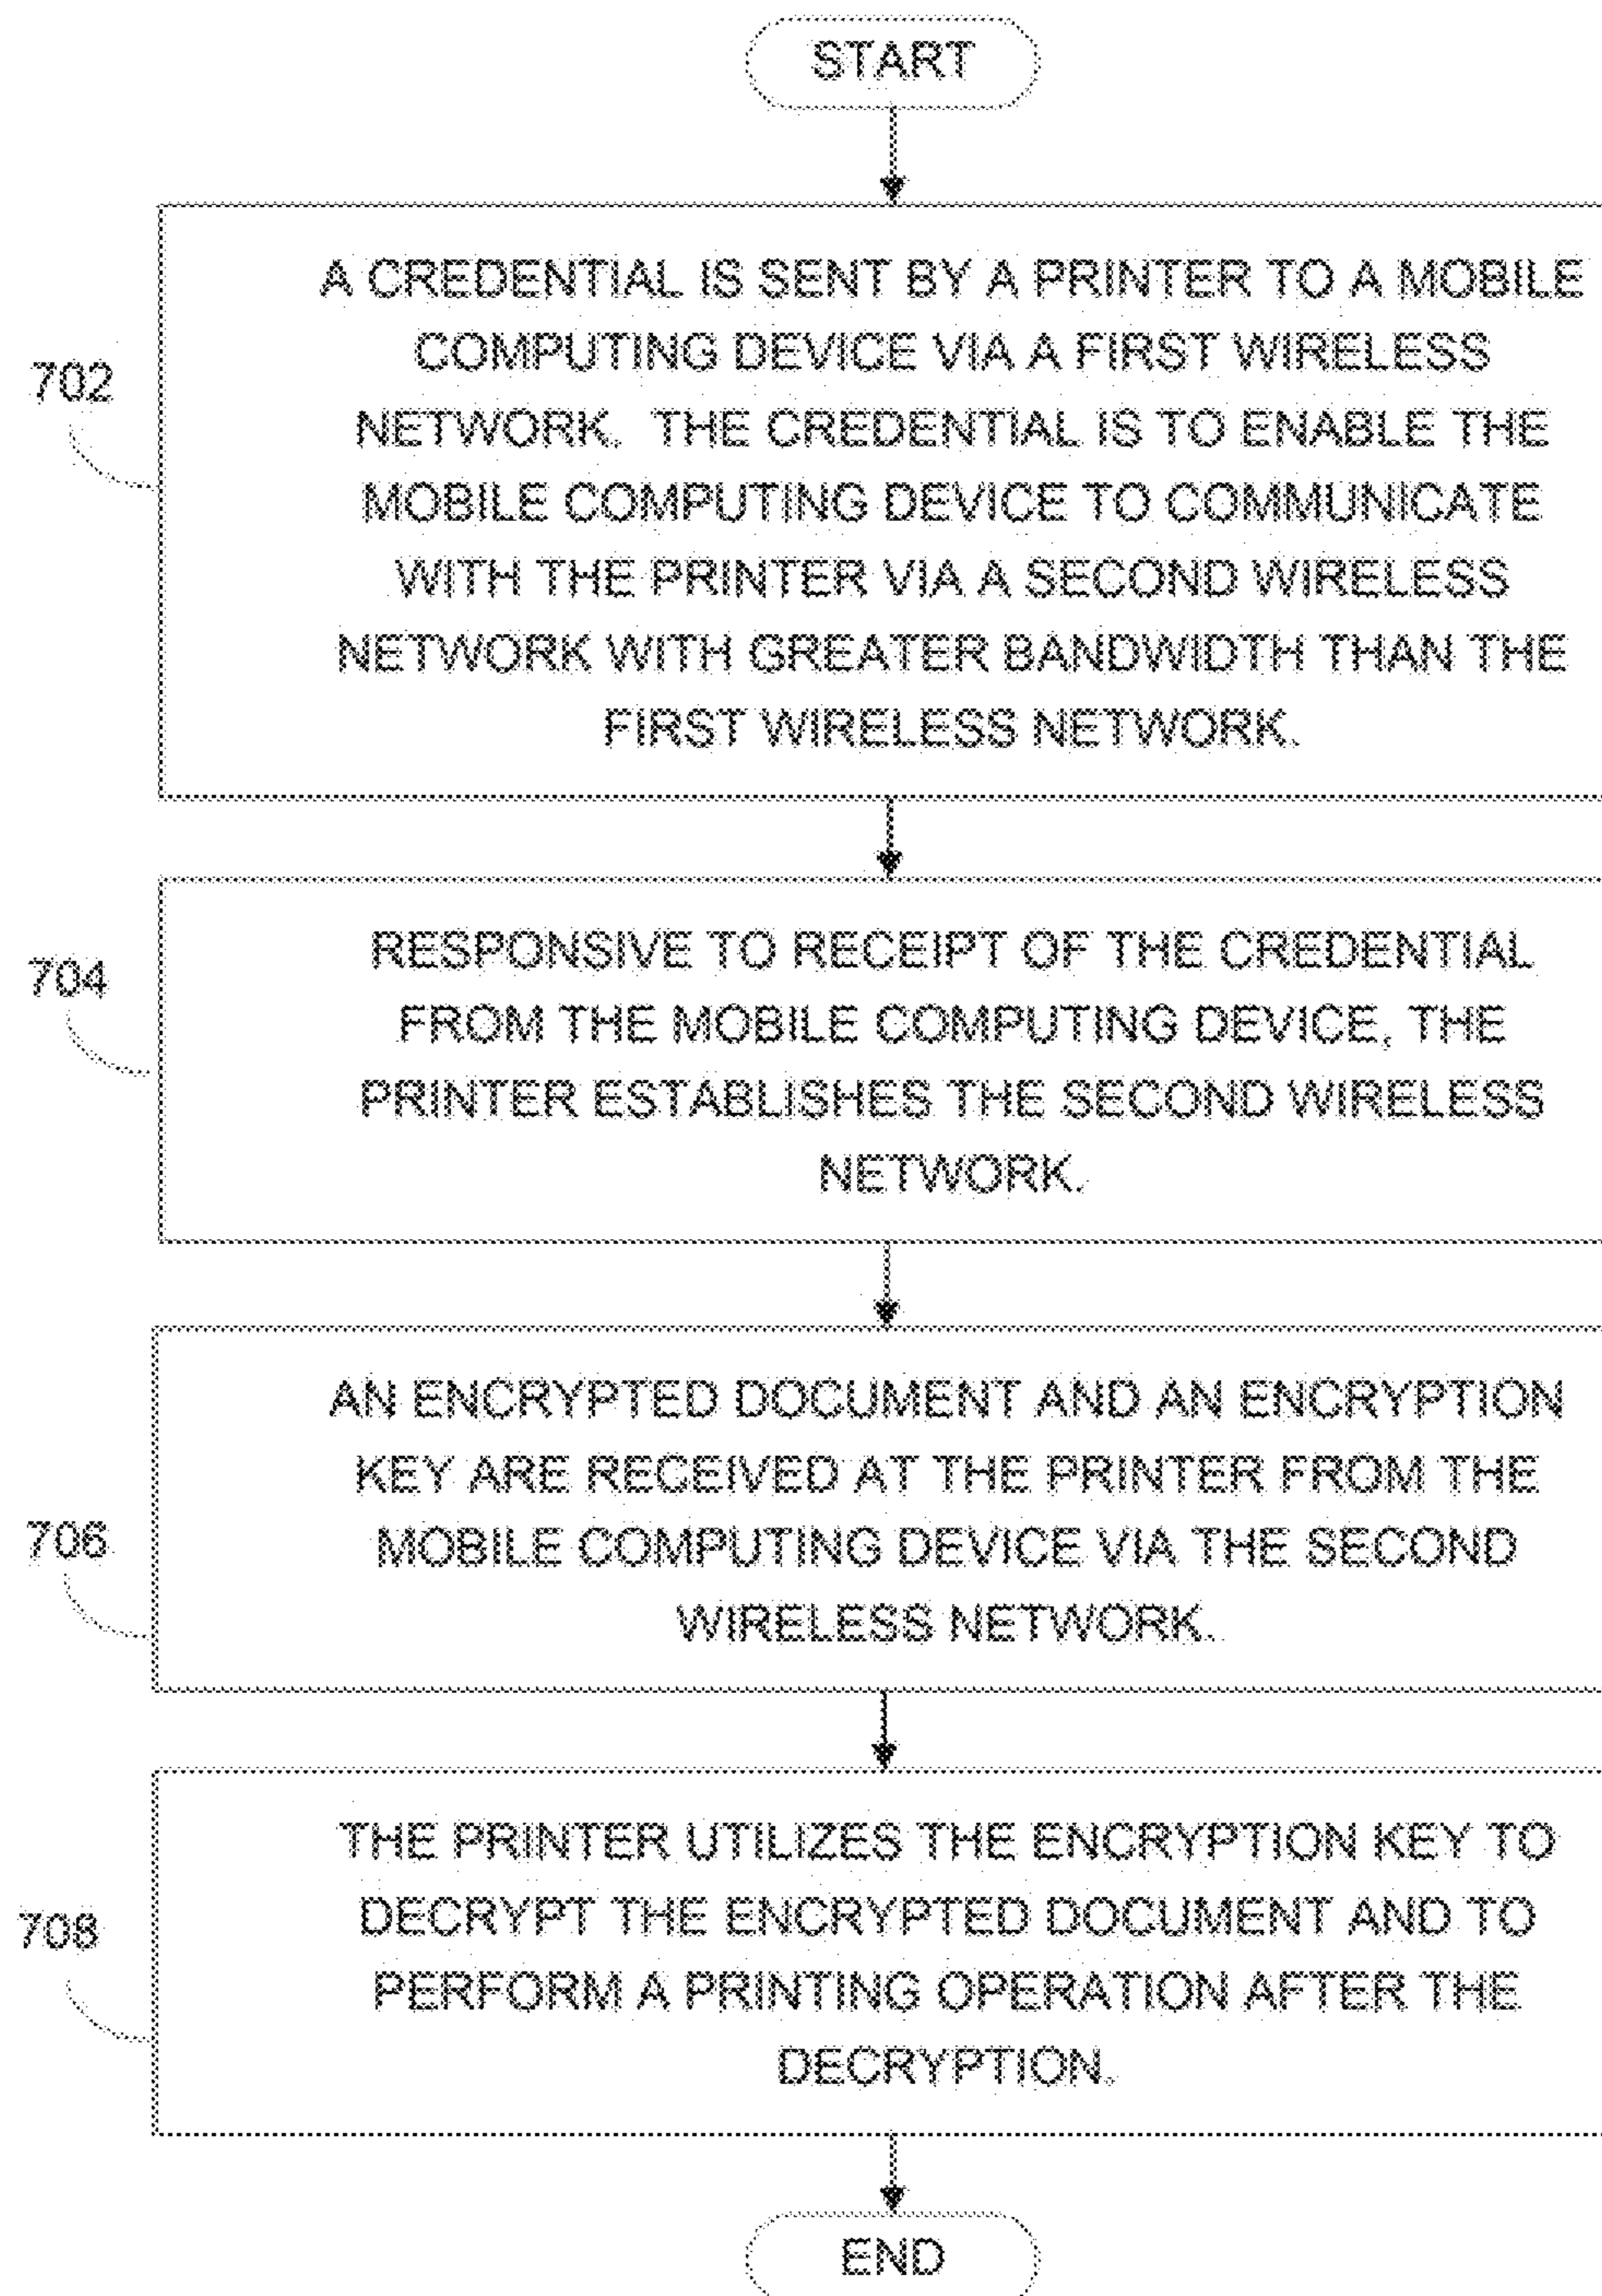 START
702
A CREDENTIAL IS SENT BY A PRINTER TO A MOBILE
COMPUTING DEVICE VIA A FIRST WIRELESS
NETWORK. THE CREDENTIAL IS TO ENABLE THE
MOBILE COMPUTING DEVICE TO COMMUNICATE
WITH THE PRINTER VIA A SECOND WIRELESS
NETWORK WITH GREATER BANDWIDTH THAN THE
FIRST WIRELESS NETWORK.
704
RESPONSIVE TO RECEIPT OF THE CREDENTIAL
FROM THE MOBILE COMPUTING DEVICE, THE
PRINTER ESTABLISHES THE SECOND WIRELESS
NETWORK.
706
AN ENCRYPTED DOCUMENT AND AN ENCRYPTION
KEY ARE RECEIVED AT THE PRINTER FROM THE
MOBILE COMPUTING DEVICE VIA THE SECOND
WIRELESS NETWORK.
708
THE PRINTER UTILIZES THE ENCRYPTION KEY TO
DECRYPT THE ENCRYPTED DOCUMENT AND TO
PERFORM A PRINTING OPERATION AFTER THE
DECRYPTION.
END